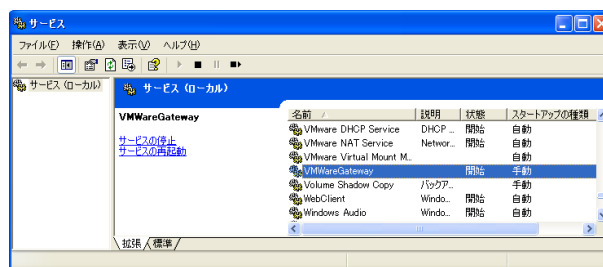 サービス
ファイル(F) 操作(A) 表示(V) ヘルプ(H)
サービス (ローカル)
サービス (ローカル)
VMWareGateway
サービスの停止
サービスの再起動
名前 説明 状態 スタートアップの種類
VMware DHCP Service DHCP ... 開始 自動
VMware NAT Service Networ... 開始 自動
VMware Virtual Mount M... 自動
VMWareGateway 開始 手動
Volume Shadow Copy バックア... 手動
WebClient Windo... 開始 自動
Windows Audio Windo... 開始 自動
拡張 標準